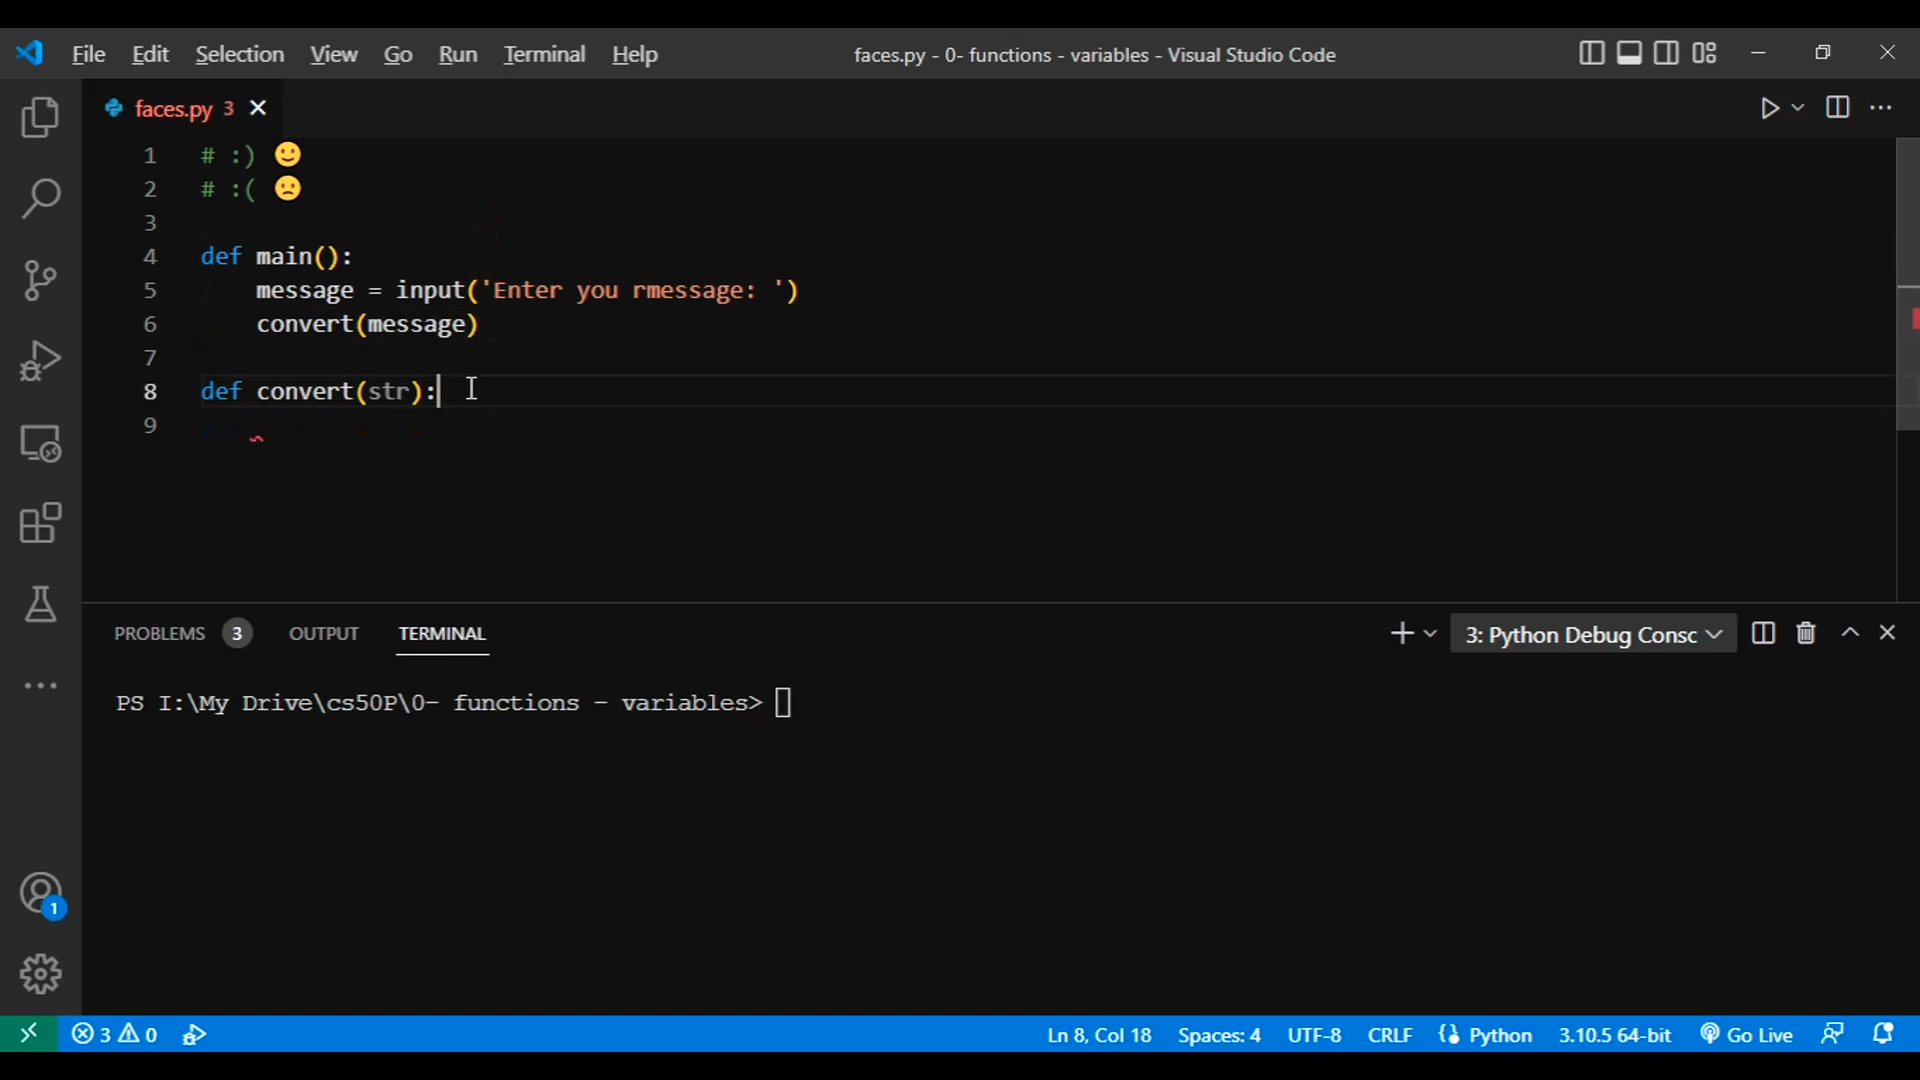 File Edit Selection View Go Run Terminal Help faces.py - 0- functions - variables - Visual Studio Code
faces.py 3
1 # :) 🙂
2 # :( 🙁
3
4 def main():
5 message = input('Enter you rmessage: ')
6 convert(message)
7
8 def convert(str):
9
PROBLEMS 3 OUTPUT TERMINAL 3: Python Debug Consc
PS I:\My Drive\cs50P\0- functions - variables>
1
3 0 Ln 8, Col 18 Spaces: 4 UTF-8 CRLF Python 3.10.5 64-bit Go Live